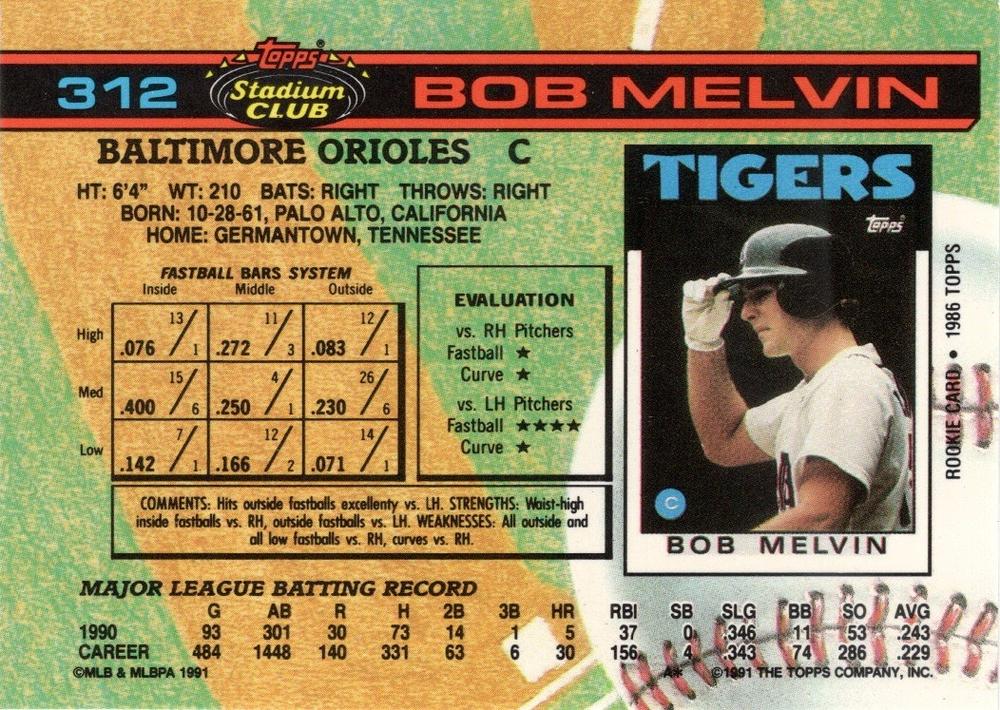 312
Topps®
Stadium
CLUB
BOB MELVIN
BALTIMORE ORIOLES C
HT: 6'4" WT: 210 BATS: RIGHT THROWS: RIGHT
BORN: 10-28-61, PALO ALTO, CALIFORNIA
HOME: GERMANTOWN, TENNESSEE
FASTBALL BARS SYSTEM
Inside Middle Outside
High .076 13/1 .272 11/3 .083 12/1
Med .400 15/6 .250 4/1 .230 26/6
Low .142 7/1 .166 12/2 .071 14/1
EVALUATION
vs. RH Pitchers
Fastball ★
Curve ★
vs. LH Pitchers
Fastball ★★★★
Curve ★
COMMENTS: Hits outside fastballs excellenty vs. LH. STRENGTHS: Waist-high
inside fastballs vs. RH, outside fastballs vs. LH. WEAKNESSES: All outside and
all low fastballs vs. RH, curves vs. RH.
TIGERS
Topps®
C
BOB MELVIN
ROOKIE CARD • 1986 TOPPS
MAJOR LEAGUE BATTING RECORD
G AB R H 2B 3B HR RBI SB SLG BB SO AVG
1990 93 301 30 73 14 1 5 37 0 .346 11 53 .243
CAREER 484 1448 140 331 63 6 30 156 4 .343 74 286 .229
©MLB & MLBPA 1991 A* ©1991 THE TOPPS COMPANY, INC.